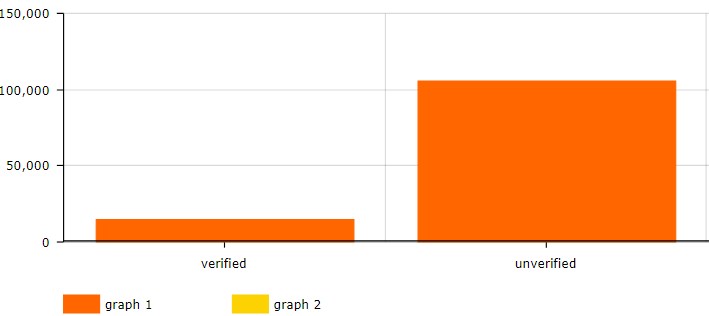 150,000
100,000
50,000
0
verified unverified
graph 1 graph 2